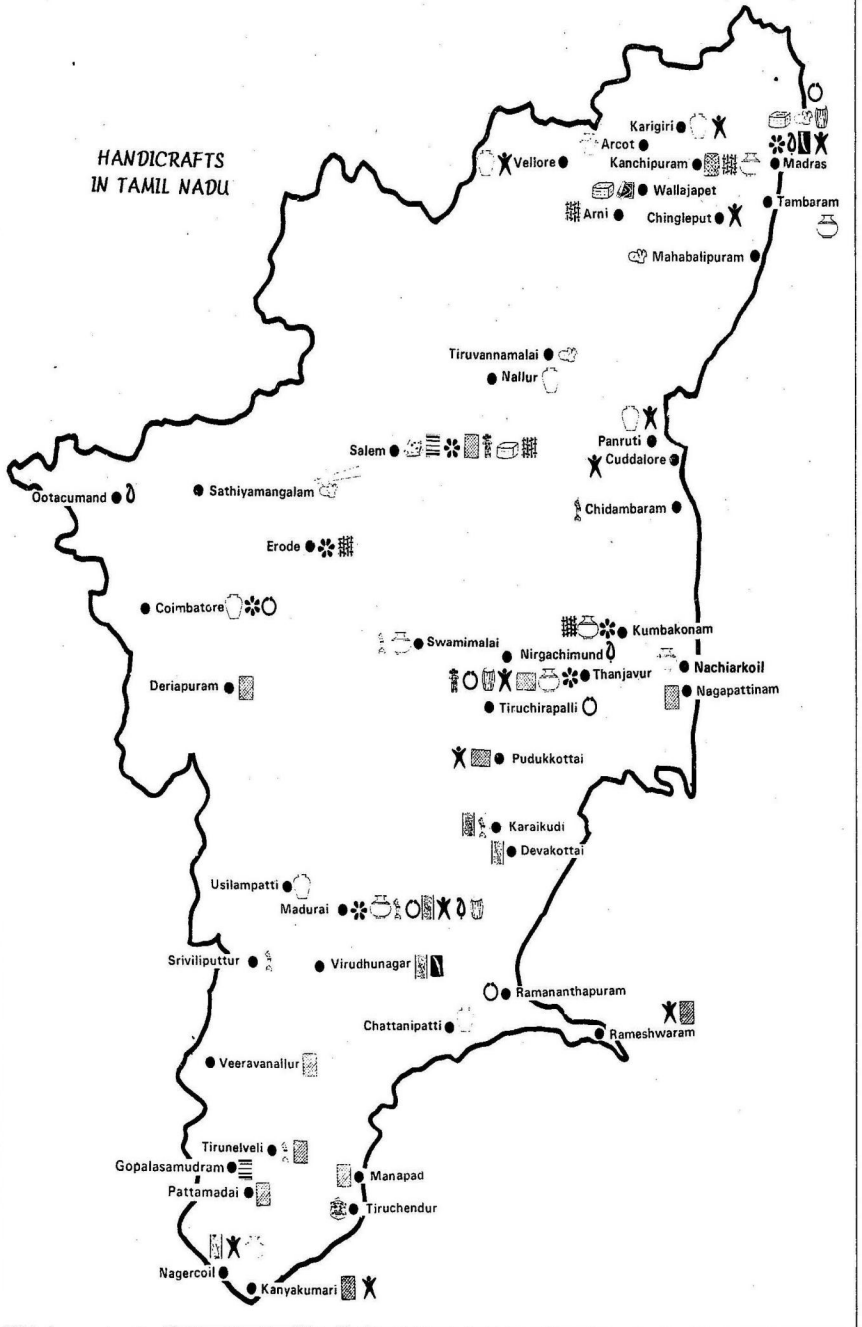 HANDICRAFTS
IN TAMIL NADU
Karigiri
Arcot
Vellore
Kanchipuram
Madras
Wallajapet
Tambaram
Arni
Chingleput
Mahabalipuram
Tiruvannamalai
Nallur
Panruti
Salem
Cuddalore
Ootacumand
Sathiyamangalam
Chidambaram
Erode
Coimbatore
Kumbakonam
Swamimalai
Nirgachimund
Nachiarkoil
Thanjavur
Deriapuram
Nagapattinam
Tiruchirapalli
Pudukkottai
Karaikudi
Devakottai
Usilampatti
Madurai
Sriviliputtur
Virudhunagar
Ramananthapuram
Chattanipatti
Rameshwaram
Veeravanallur
Tirunelveli
Gopalasamudram
Manapad
Pattamadai
Tiruchendur
Nagercoil
Kanyakumari